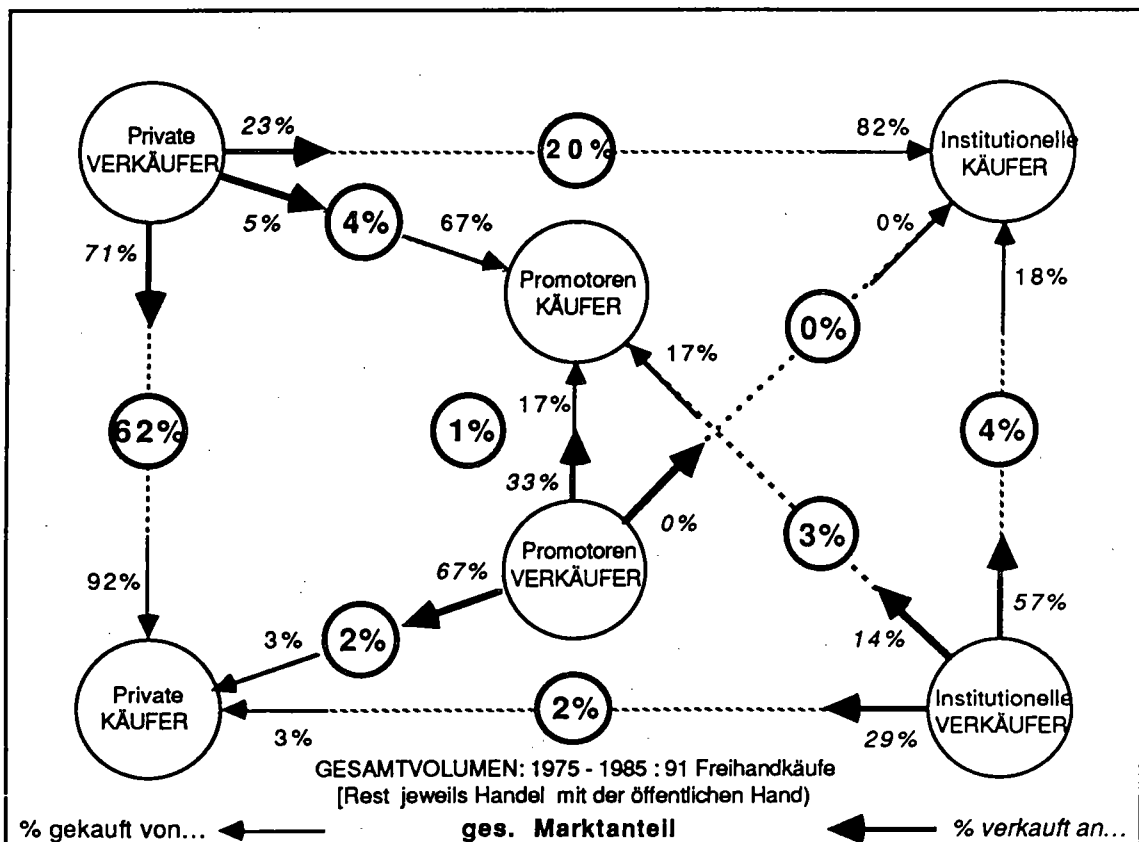 Private
VERKÄUFER
23%
20%
82%
Institutionelle
KÄUFER
5%
4%
67%
0%
71%
Promotoren
KÄUFER
18%
0%
17%
62%
17%
1%
4%
33%
0%
3%
Promotoren
VERKÄUFER
67%
92%
57%
2%
3%
14%
Private
KÄUFER
2%
Institutionelle
VERKÄUFER
3%
29%
GESAMTVOLUMEN: 1975 - 1985 : 91 Freihandkäufe
[Rest jeweils Handel mit der öffentlichen Hand)
% gekauft von... ges. Marktanteil % verkauft an...